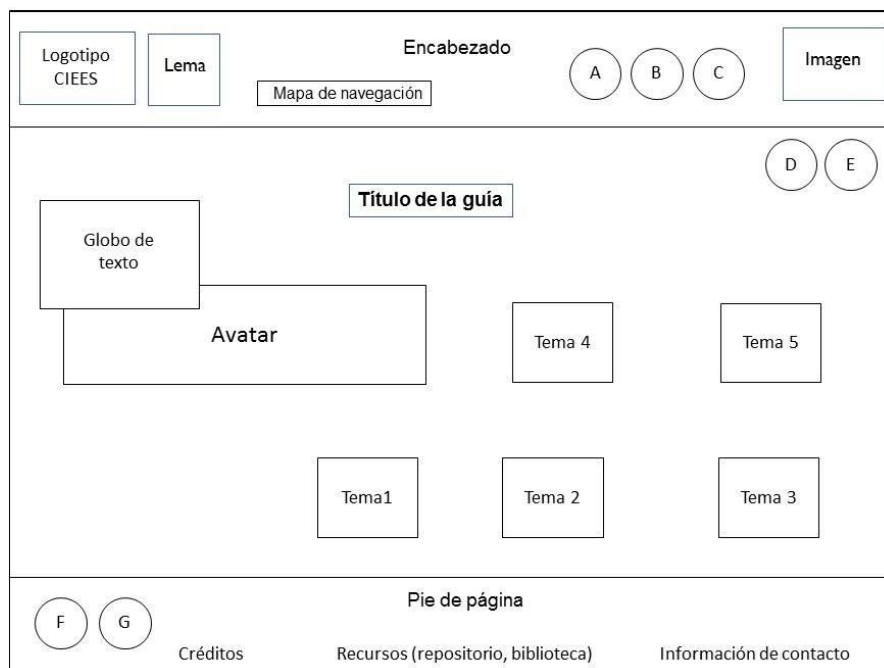 Logotipo
CIEES
Lema
Encabezado
Mapa de navegación
A
B
C
Imagen
D
E
Título de la guía
Globo de
texto
Avatar
Tema 4
Tema 5
Tema1
Tema 2
Tema 3
Pie de página
F
G
Créditos
Recursos (repositorio, biblioteca)
Información de contacto